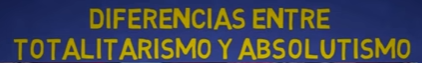 DIFERENCIAS ENTRE
TOTALITARISMO Y ABSOLUTISMO